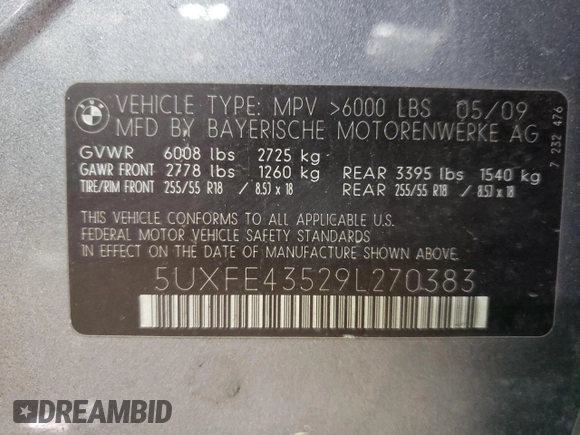 BMW
VEHICLE TYPE: MPV >6000 LBS 05/09
MFD BY BAYERISCHE MOTORENWERKE AG
7 232 476
GVWR 6008 lbs 2725 kg
GAWR FRONT 2778 lbs 1260 kg REAR 3395 lbs 1540 kg
TIRE/RIM FRONT 255/55 R18 / 8.5J x 18 REAR 255/55 R18 / 8.5J x 18
THIS VEHICLE CONFORMS TO ALL APPLICABLE U.S.
FEDERAL MOTOR VEHICLE SAFETY STANDARDS
IN EFFECT ON THE DATE OF MANUFACTURE SHOWN ABOVE.
5UXFE43529L270383
DREAMBID